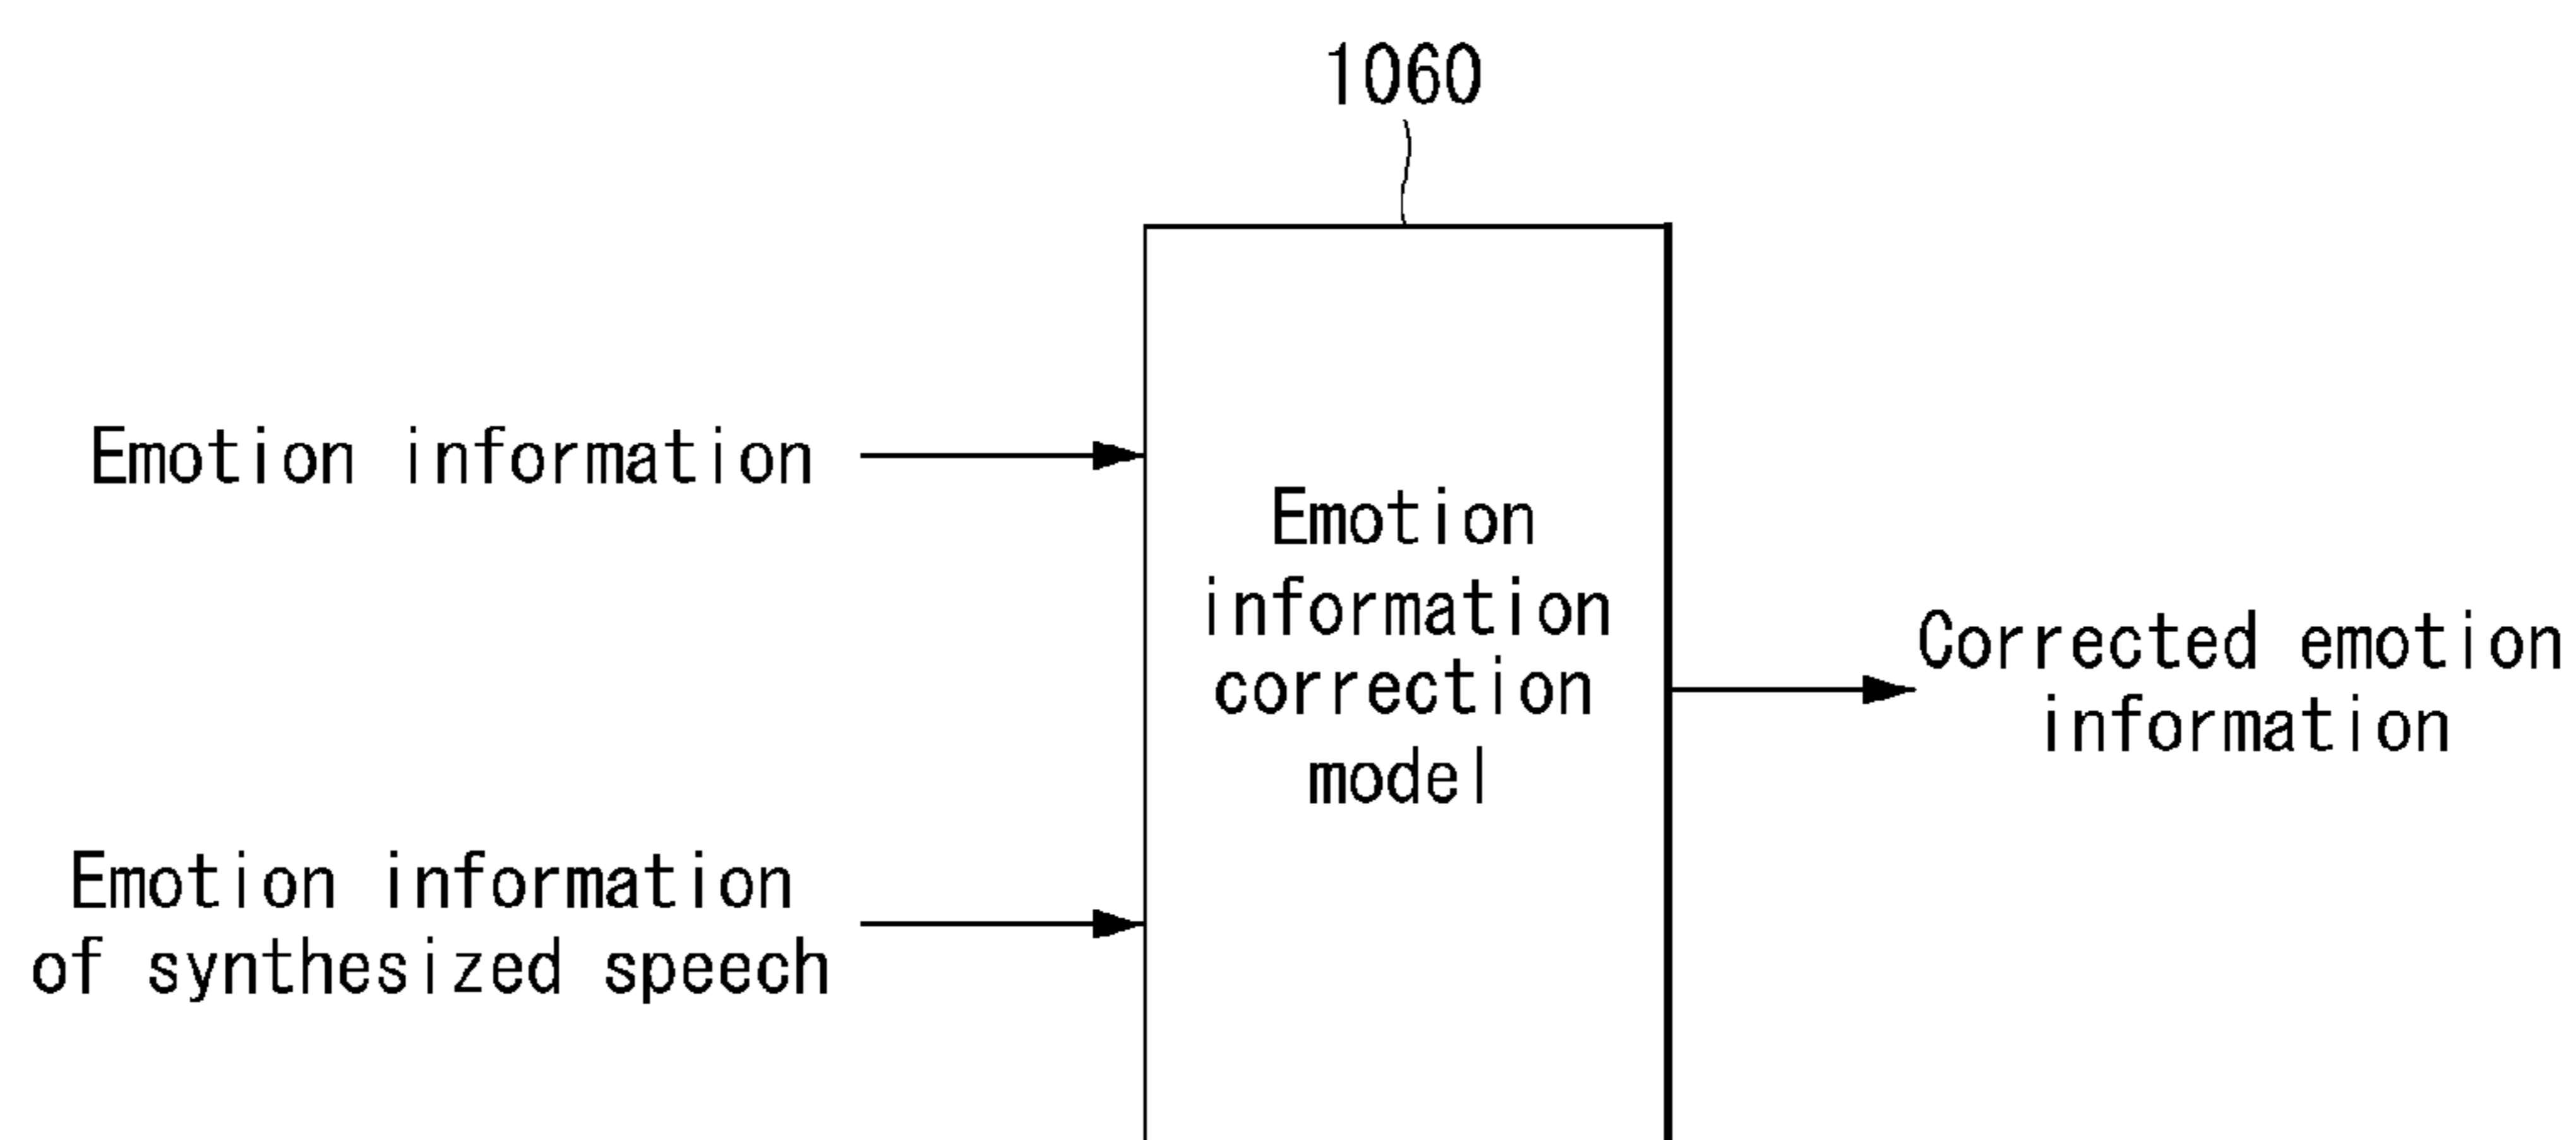 1060
Emotion information
Emotion
information
correction
model
Corrected emotion
information
Emotion information
of synthesized speech